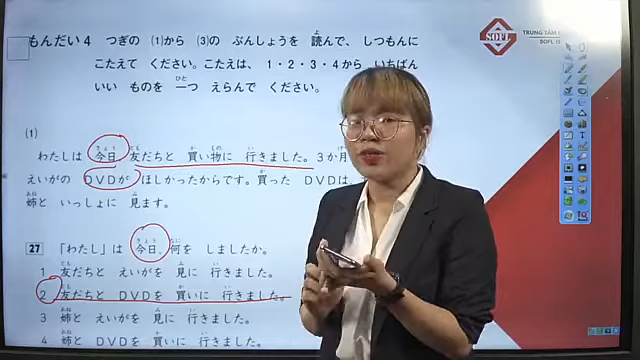 もんだい4 つぎの (1)から (3)の ぶんしょうを 読んで、しつもんに
こたえて ください。こたえは、1・2・3・4から いちばん
いい ものを 一つ えらんで ください。
(1)
わたしは 今日 友だちと 買い物に 行きました。3か月
えいがの DVDが ほしかったからです。買った DVDは
姉と いっしょに 見ます。
27 「わたし」は 今日、何を しましたか。
1 友だちと えいがを 見に 行きました。
2 友だちと DVDを 買いに 行きました。
3 姉と えいがを 見に 行きました。
4 姉と DVDを 買いに 行きました。
SOFL
TRUNG TÂM